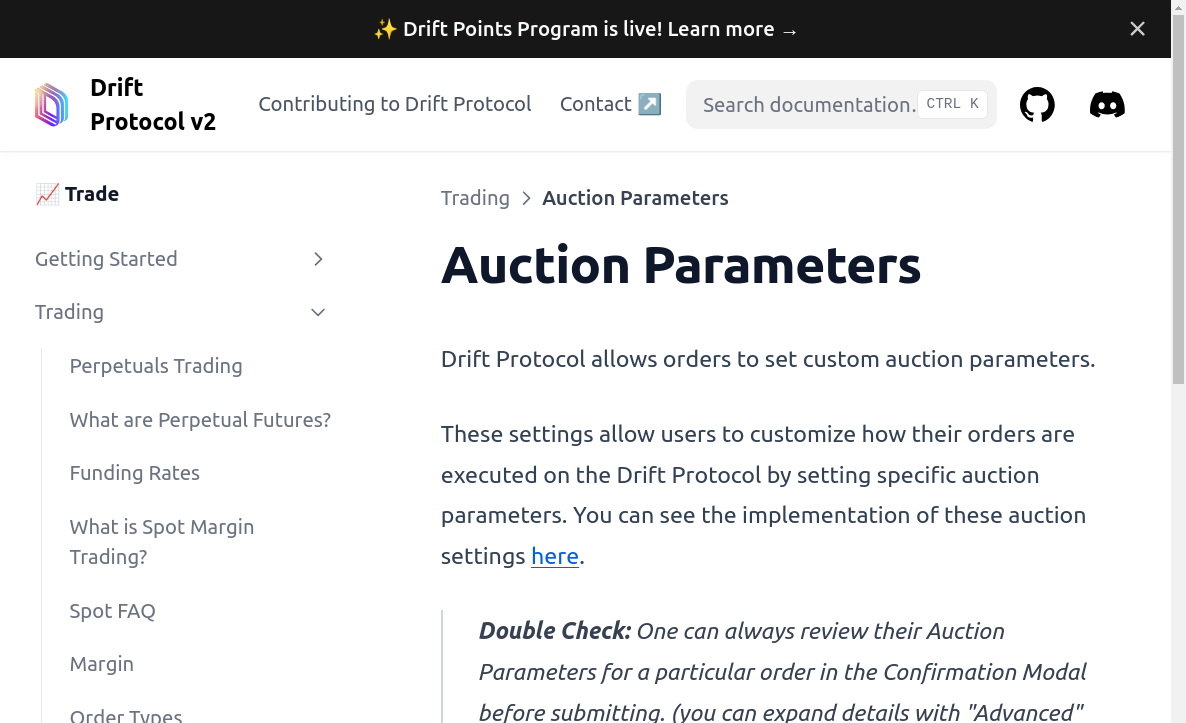 ✨ Drift Points Program is live! Learn more →
Drift
Protocol v2
Contributing to Drift Protocol
Contact ↗️
Search documentation.
CTRL K
📈 Trade
Getting Started
Trading
Perpetuals Trading
What are Perpetual Futures?
Funding Rates
What is Spot Margin
Trading?
Spot FAQ
Margin
Order Types
Trading > Auction Parameters
Auction Parameters
Drift Protocol allows orders to set custom auction parameters.
These settings allow users to customize how their orders are
executed on the Drift Protocol by setting specific auction
parameters. You can see the implementation of these auction
settings here.
Double Check: One can always review their Auction
Parameters for a particular order in the Confirmation Modal
before submitting. (you can expand details with "Advanced"